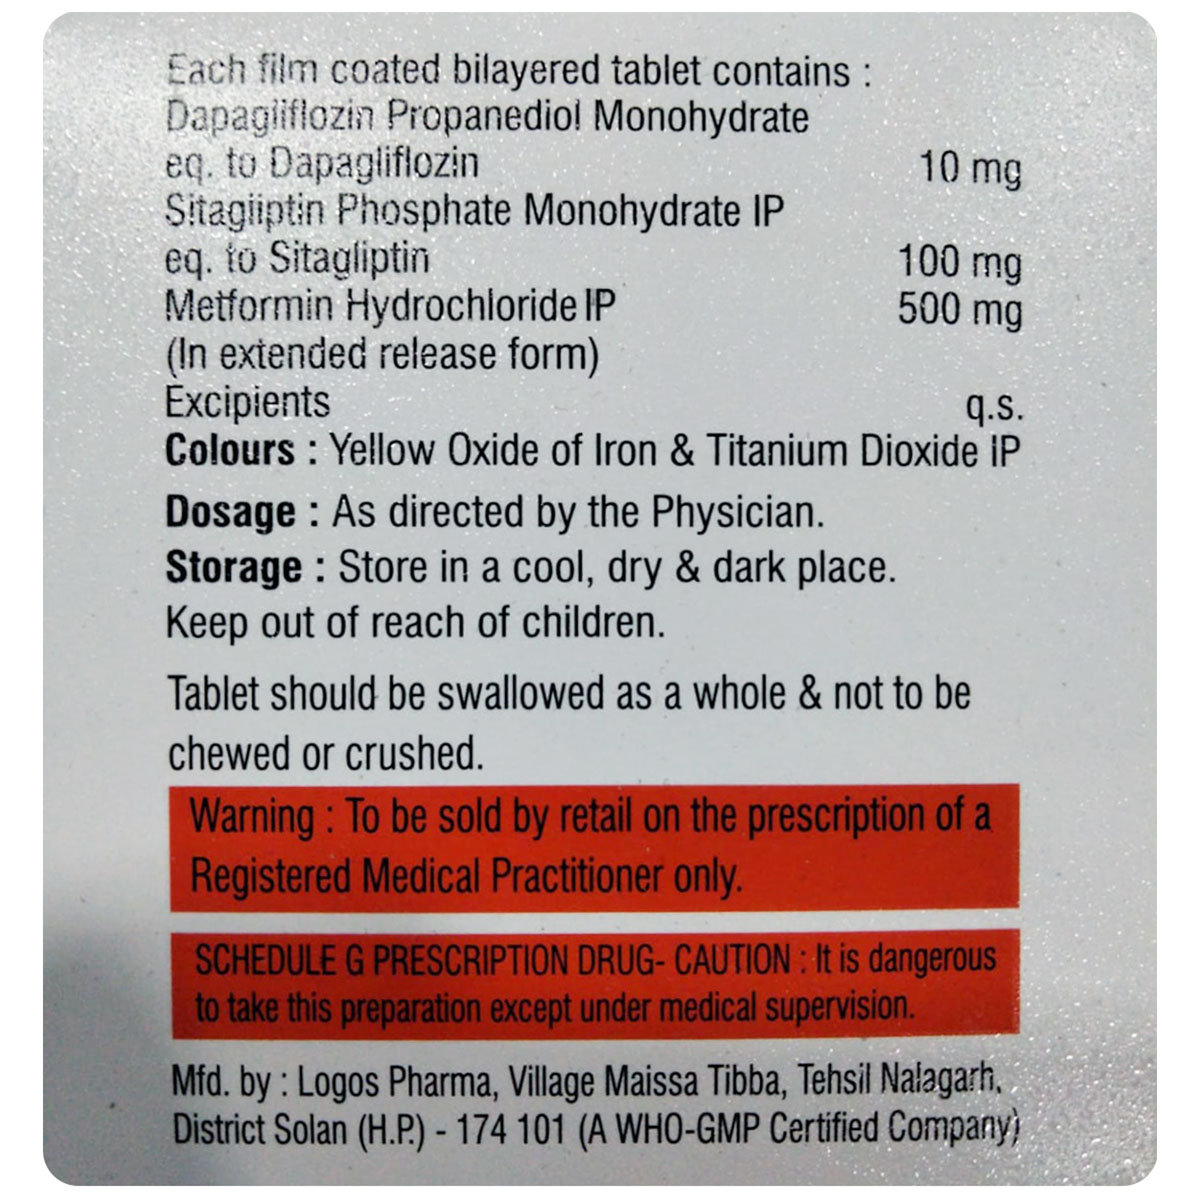 Each film coated bilayered tablet contains :
Dapagliflozin Propanediol Monohydrate
eq. to Dapagliflozin 10 mg
Sitagliptin Phosphate Monohydrate IP
eq. to Sitagliptin 100 mg
Metformin Hydrochloride IP 500 mg
(In extended release form)
Excipients q.s.
Colours : Yellow Oxide of Iron & Titanium Dioxide IP
Dosage : As directed by the Physician.
Storage : Store in a cool, dry & dark place.
Keep out of reach of children.
Tablet should be swallowed as a whole & not to be
chewed or crushed.
Warning : To be sold by retail on the prescription of a
Registered Medical Practitioner only.
SCHEDULE G PRESCRIPTION DRUG- CAUTION : It is dangerous
to take this preparation except under medical supervision.
Mfd. by : Logos Pharma, Village Maissa Tibba, Tehsil Nalagarh,
District Solan (H.P.) - 174 101 (A WHO-GMP Certified Company)